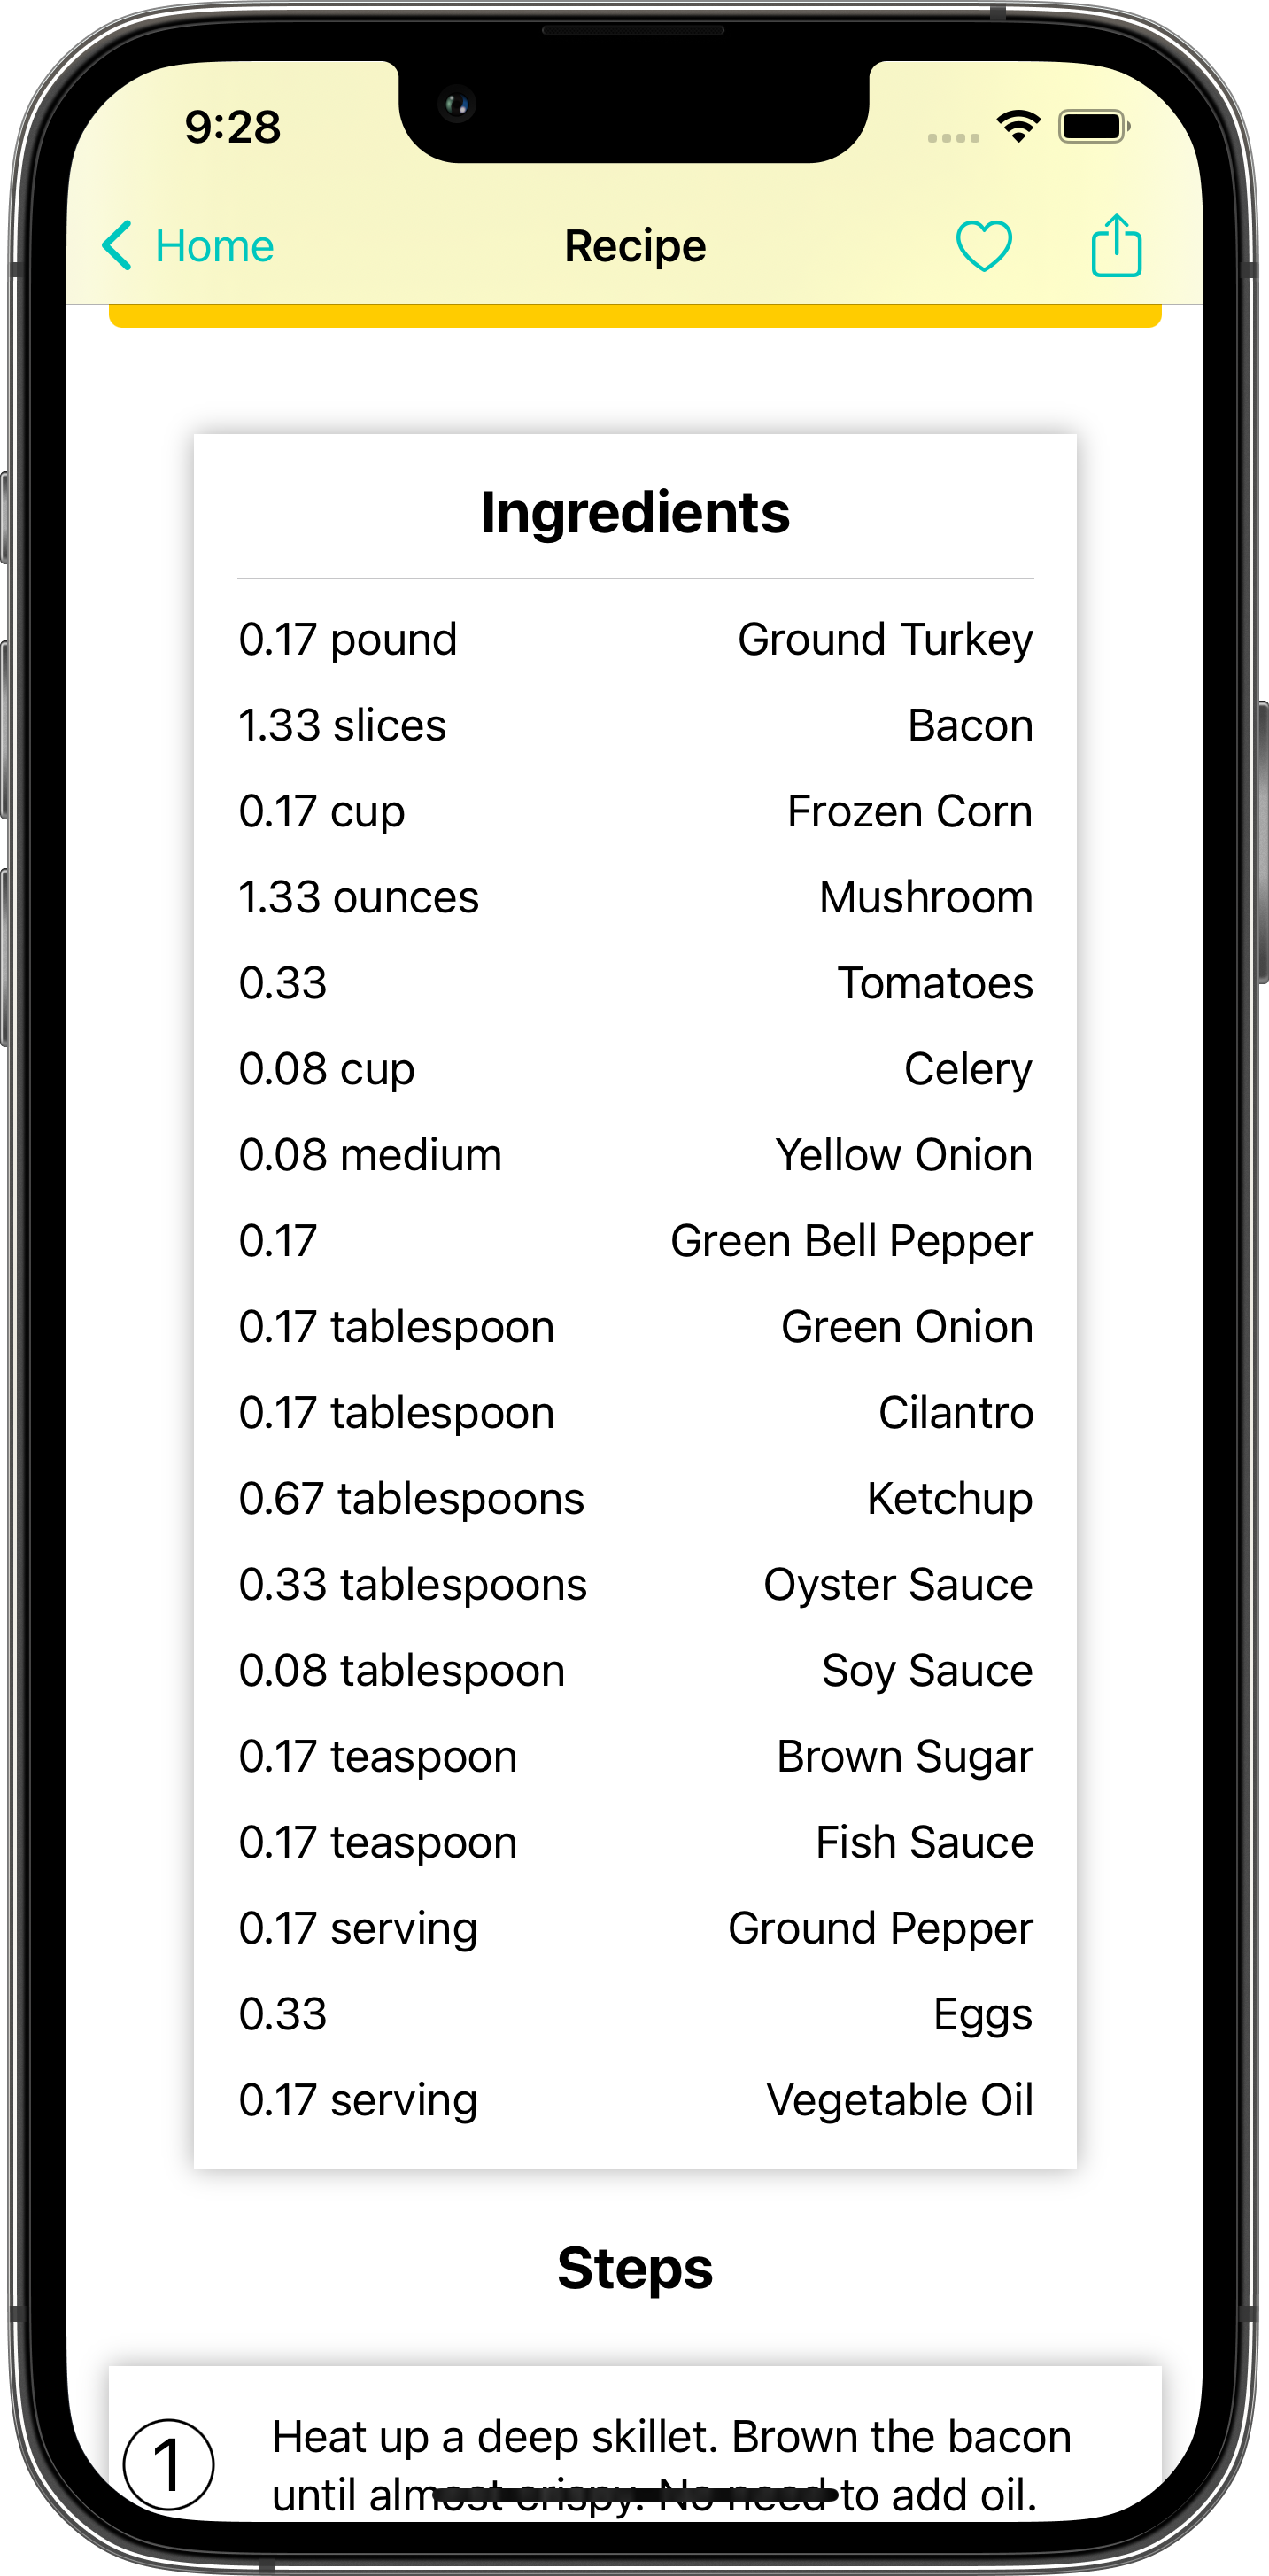 9:28
Home
Recipe
Ingredients
0.17 pound Ground Turkey
1.33 slices Bacon
0.17 cup Frozen Corn
1.33 ounces Mushroom
0.33 Tomatoes
0.08 cup Celery
0.08 medium Yellow Onion
0.17 Green Bell Pepper
0.17 tablespoon Green Onion
0.17 tablespoon Cilantro
0.67 tablespoons Ketchup
0.33 tablespoons Oyster Sauce
0.08 tablespoon Soy Sauce
0.17 teaspoon Brown Sugar
0.17 teaspoon Fish Sauce
0.17 serving Ground Pepper
0.33 Eggs
0.17 serving Vegetable Oil
Steps
1 Heat up a deep skillet. Brown the bacon
until almost crispy. No need to add oil.